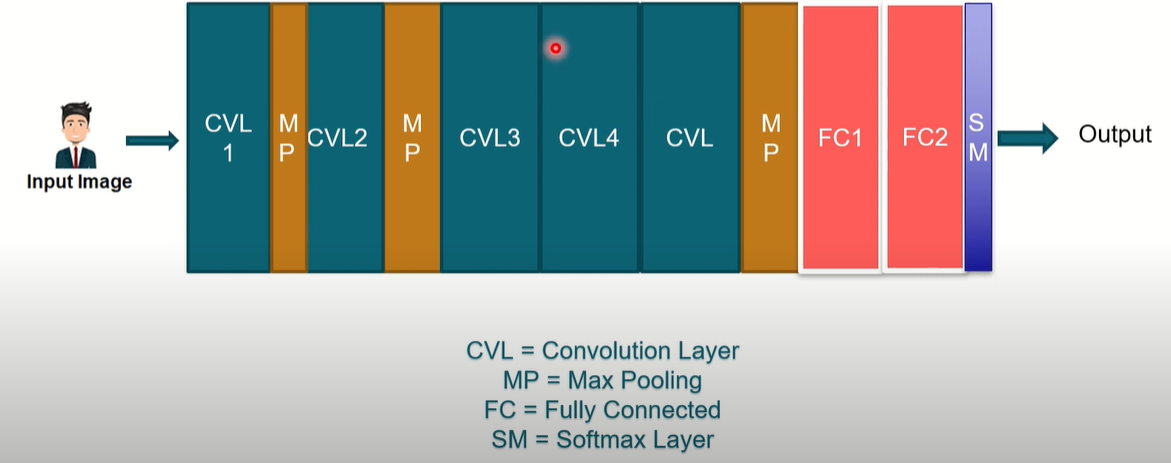 CVL
1
M
P
CVL2
M
P
CVL3
CVL4
CVL
M
P
FC1
FC2
S
M
Output
Input Image
CVL = Convolution Layer
MP = Max Pooling
FC = Fully Connected
SM = Softmax Layer